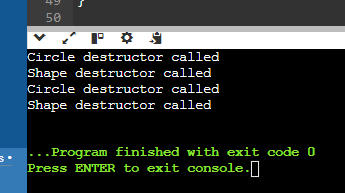 49 }
50
Circle destructor called
Shape destructor called
Circle destructor called
Shape destructor called
...Program finished with exit code 0
Press ENTER to exit console.
s